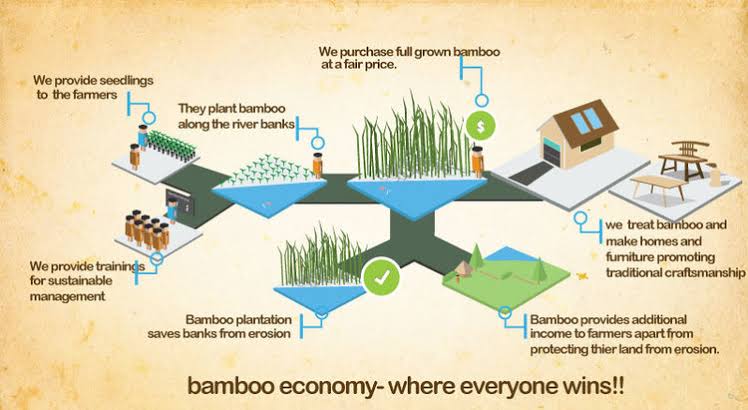 We purchase full grown bamboo
at a fair price.
We provide seedlings
to the farmers
They plant bamboo
along the river banks
$
we treat bamboo and
make homes and
furniture promoting
traditional craftsmanship
We provide trainings
for sustainable
management
Bamboo plantation
saves banks from erosion
Bamboo provides additional
income to farmers apart from
protecting thier land from erosion.
bamboo economy- where everyone wins!!